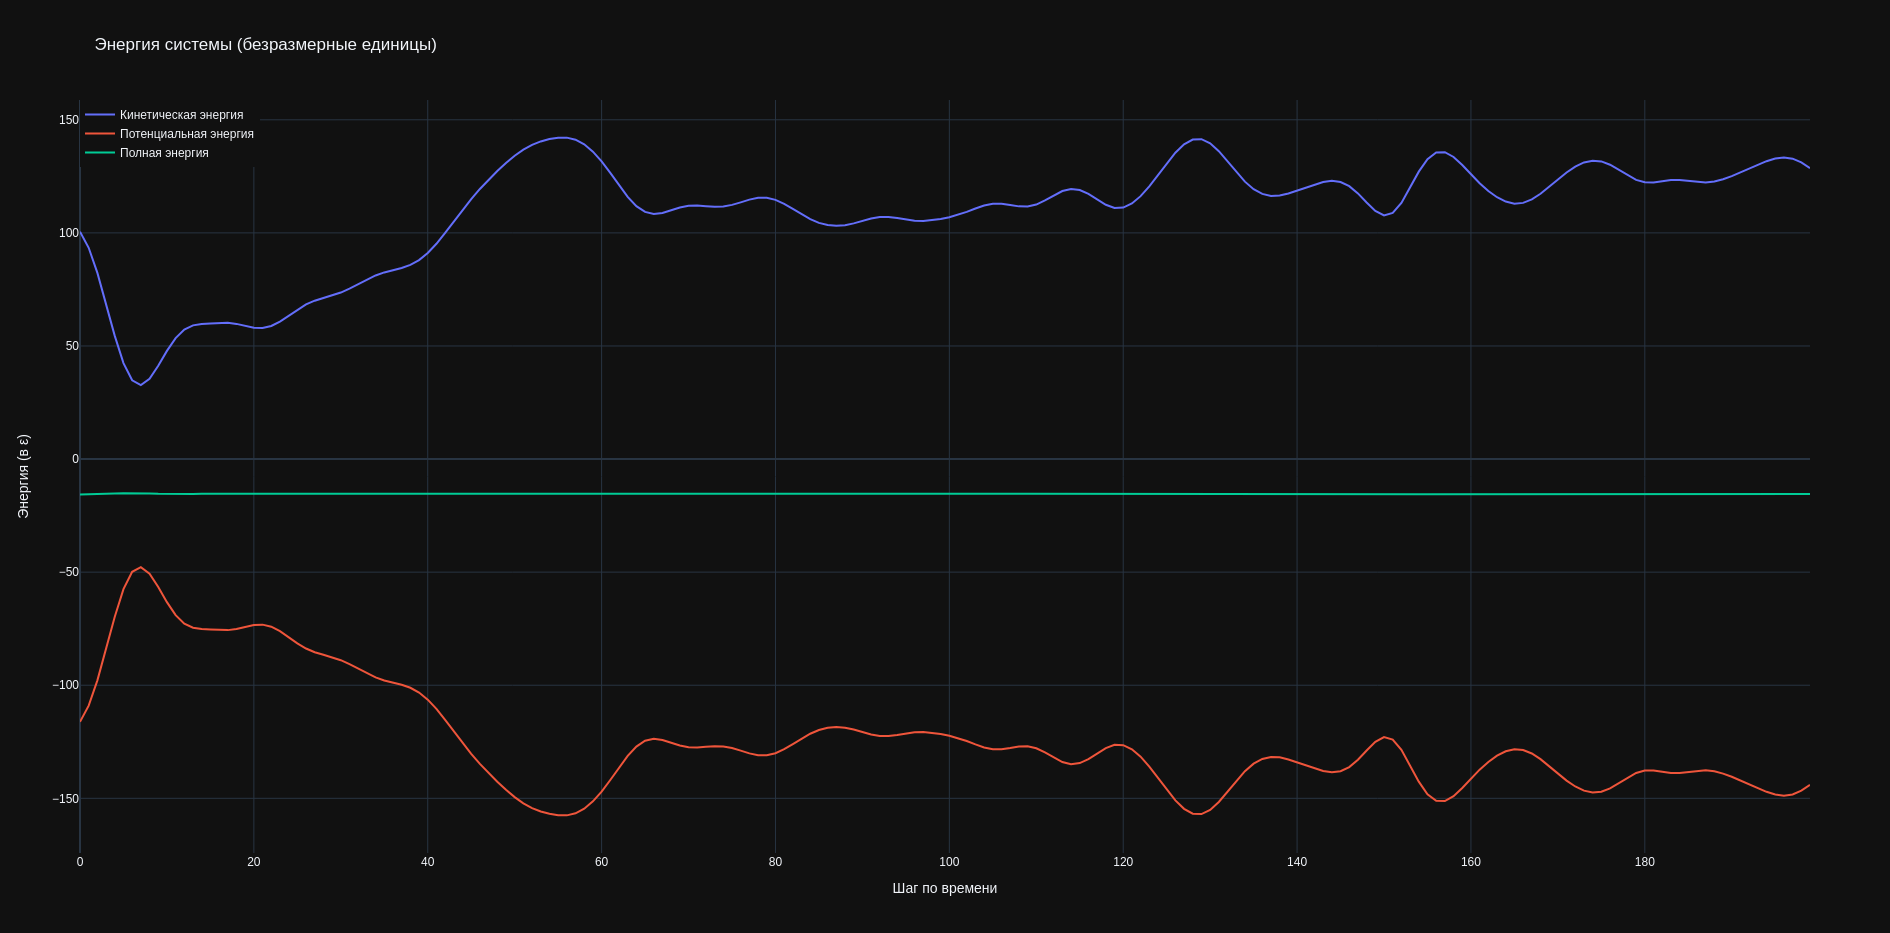 Энергия системы (безразмерные единицы)
Кинетическая энергия
Потенциальная энергия
Полная энергия
150
100
50
0
−50
−100
−150
Энергия (в ε)
0 20 40 60 80 100 120 140 160 180
Шаг по времени